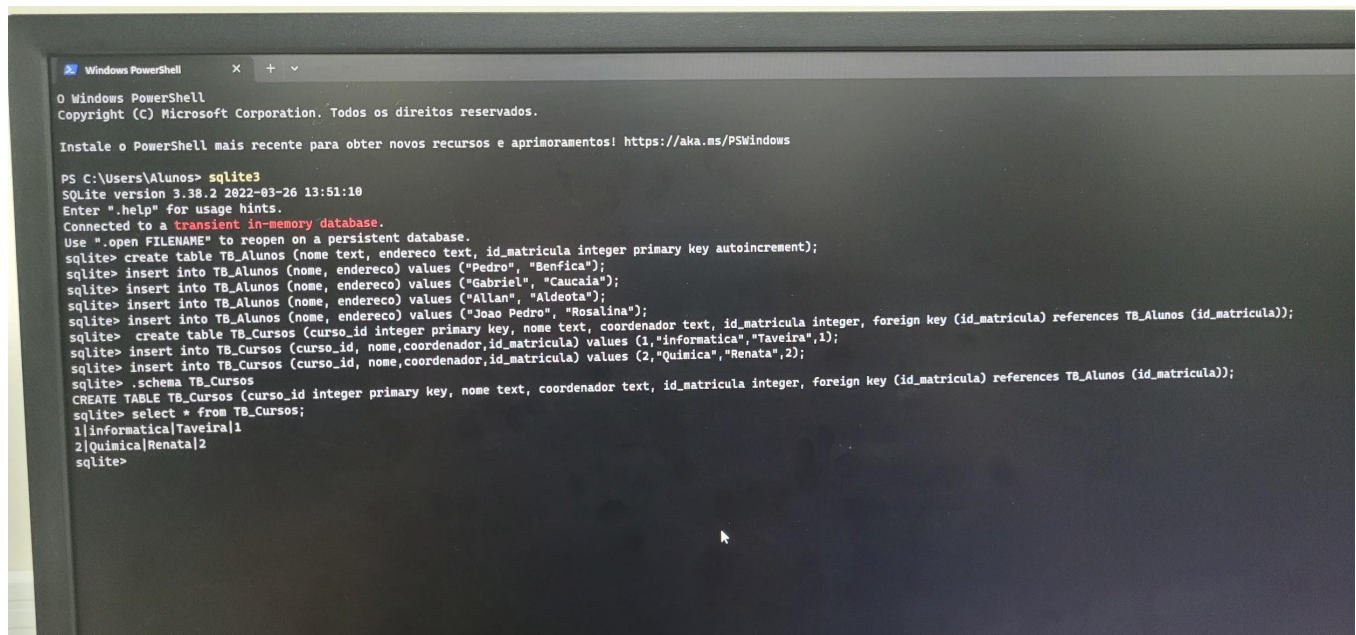 Windows PowerShell
O Windows PowerShell
Copyright (C) Microsoft Corporation. Todos os direitos reservados.
Instale o PowerShell mais recente para obter novos recursos e aprimoramentos! https://aka.ms/PSWindows
PS C:\Users\Alunos> sqlite3
SQLite version 3.38.2 2022-03-26 13:51:10
Enter ".help" for usage hints.
Connected to a transient in-memory database.
Use ".open FILENAME" to reopen on a persistent database.
sqlite> create table TB_Alunos (nome text, endereco text, id_matricula integer primary key autoincrement);
sqlite> insert into TB_Alunos (nome, endereco) values ("Pedro", "Benfica");
sqlite> insert into TB_Alunos (nome, endereco) values ("Gabriel", "Caucaia");
sqlite> insert into TB_Alunos (nome, endereco) values ("Allan", "Aldeota");
sqlite> insert into TB_Alunos (nome, endereco) values ("Joao Pedro", "Rosalina");
sqlite>  create table TB_Cursos (curso_id integer primary key, nome text, coordenador text, id_matricula integer, foreign key (id_matricula) references TB_Alunos (id_matricula));
sqlite> insert into TB_Cursos (curso_id, nome,coordenador,id_matricula) values (1,"informatica","Taveira",1);
sqlite> insert into TB_Cursos (curso_id, nome,coordenador,id_matricula) values (2,"Quimica","Renata",2);
sqlite> .schema TB_Cursos
CREATE TABLE TB_Cursos (curso_id integer primary key, nome text, coordenador text, id_matricula integer, foreign key (id_matricula) references TB_Alunos (id_matricula));
sqlite> select * from TB_Cursos;
1|informatica|Taveira|1
2|Quimica|Renata|2
sqlite>